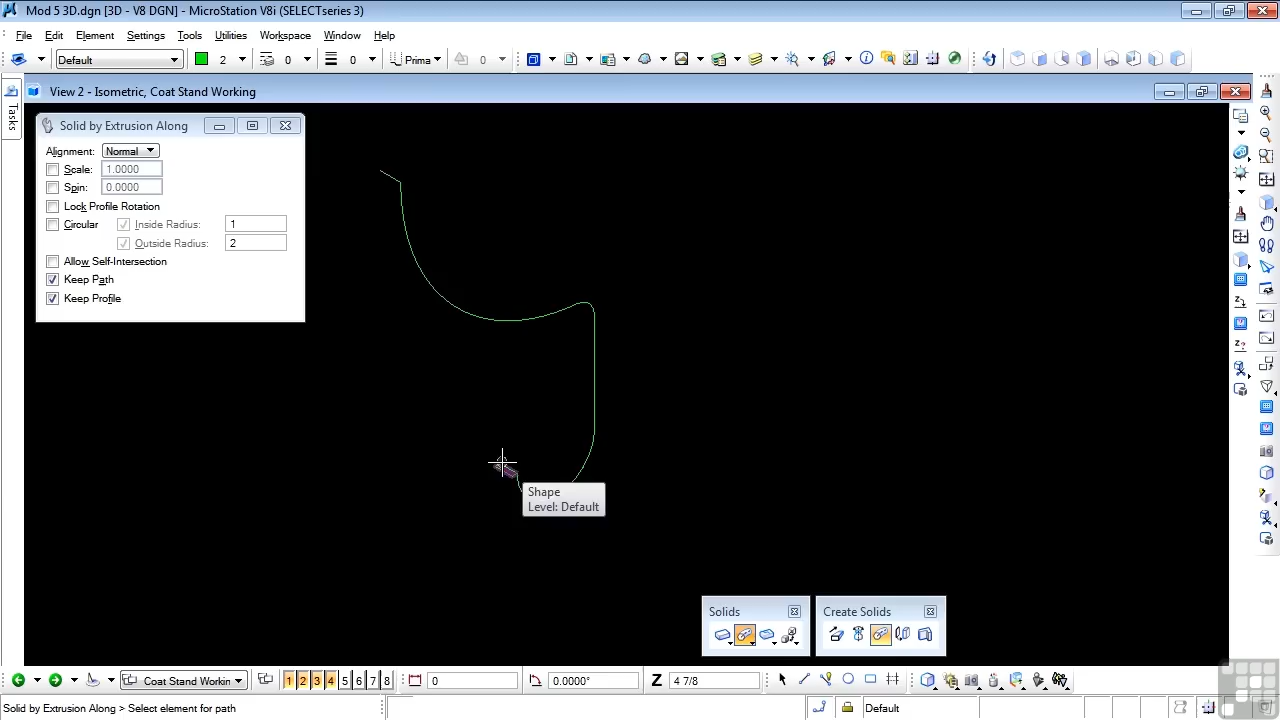 Mod 5 3D.dgn [3D - V8 DGN] - MicroStation V8i (SELECTseries 3)
File Edit Element Settings Tools Utilities Workspace Window Help
Default 2 0 0 Prima 0
Tasks
View 2 - Isometric, Coat Stand Working
Solid by Extrusion Along
Alignment: Normal
Scale: 1.0000
Spin: 0.0000
Lock Profile Rotation
Circular Inside Radius: 1
Outside Radius: 2
Allow Self-Intersection
Keep Path
Keep Profile
Shape
Level: Default
Solids
Create Solids
Coat Stand Workin 1 2 3 4 5 6 7 8 0 0.0000° Z 4 7/8
Solid by Extrusion Along > Select element for path
Default